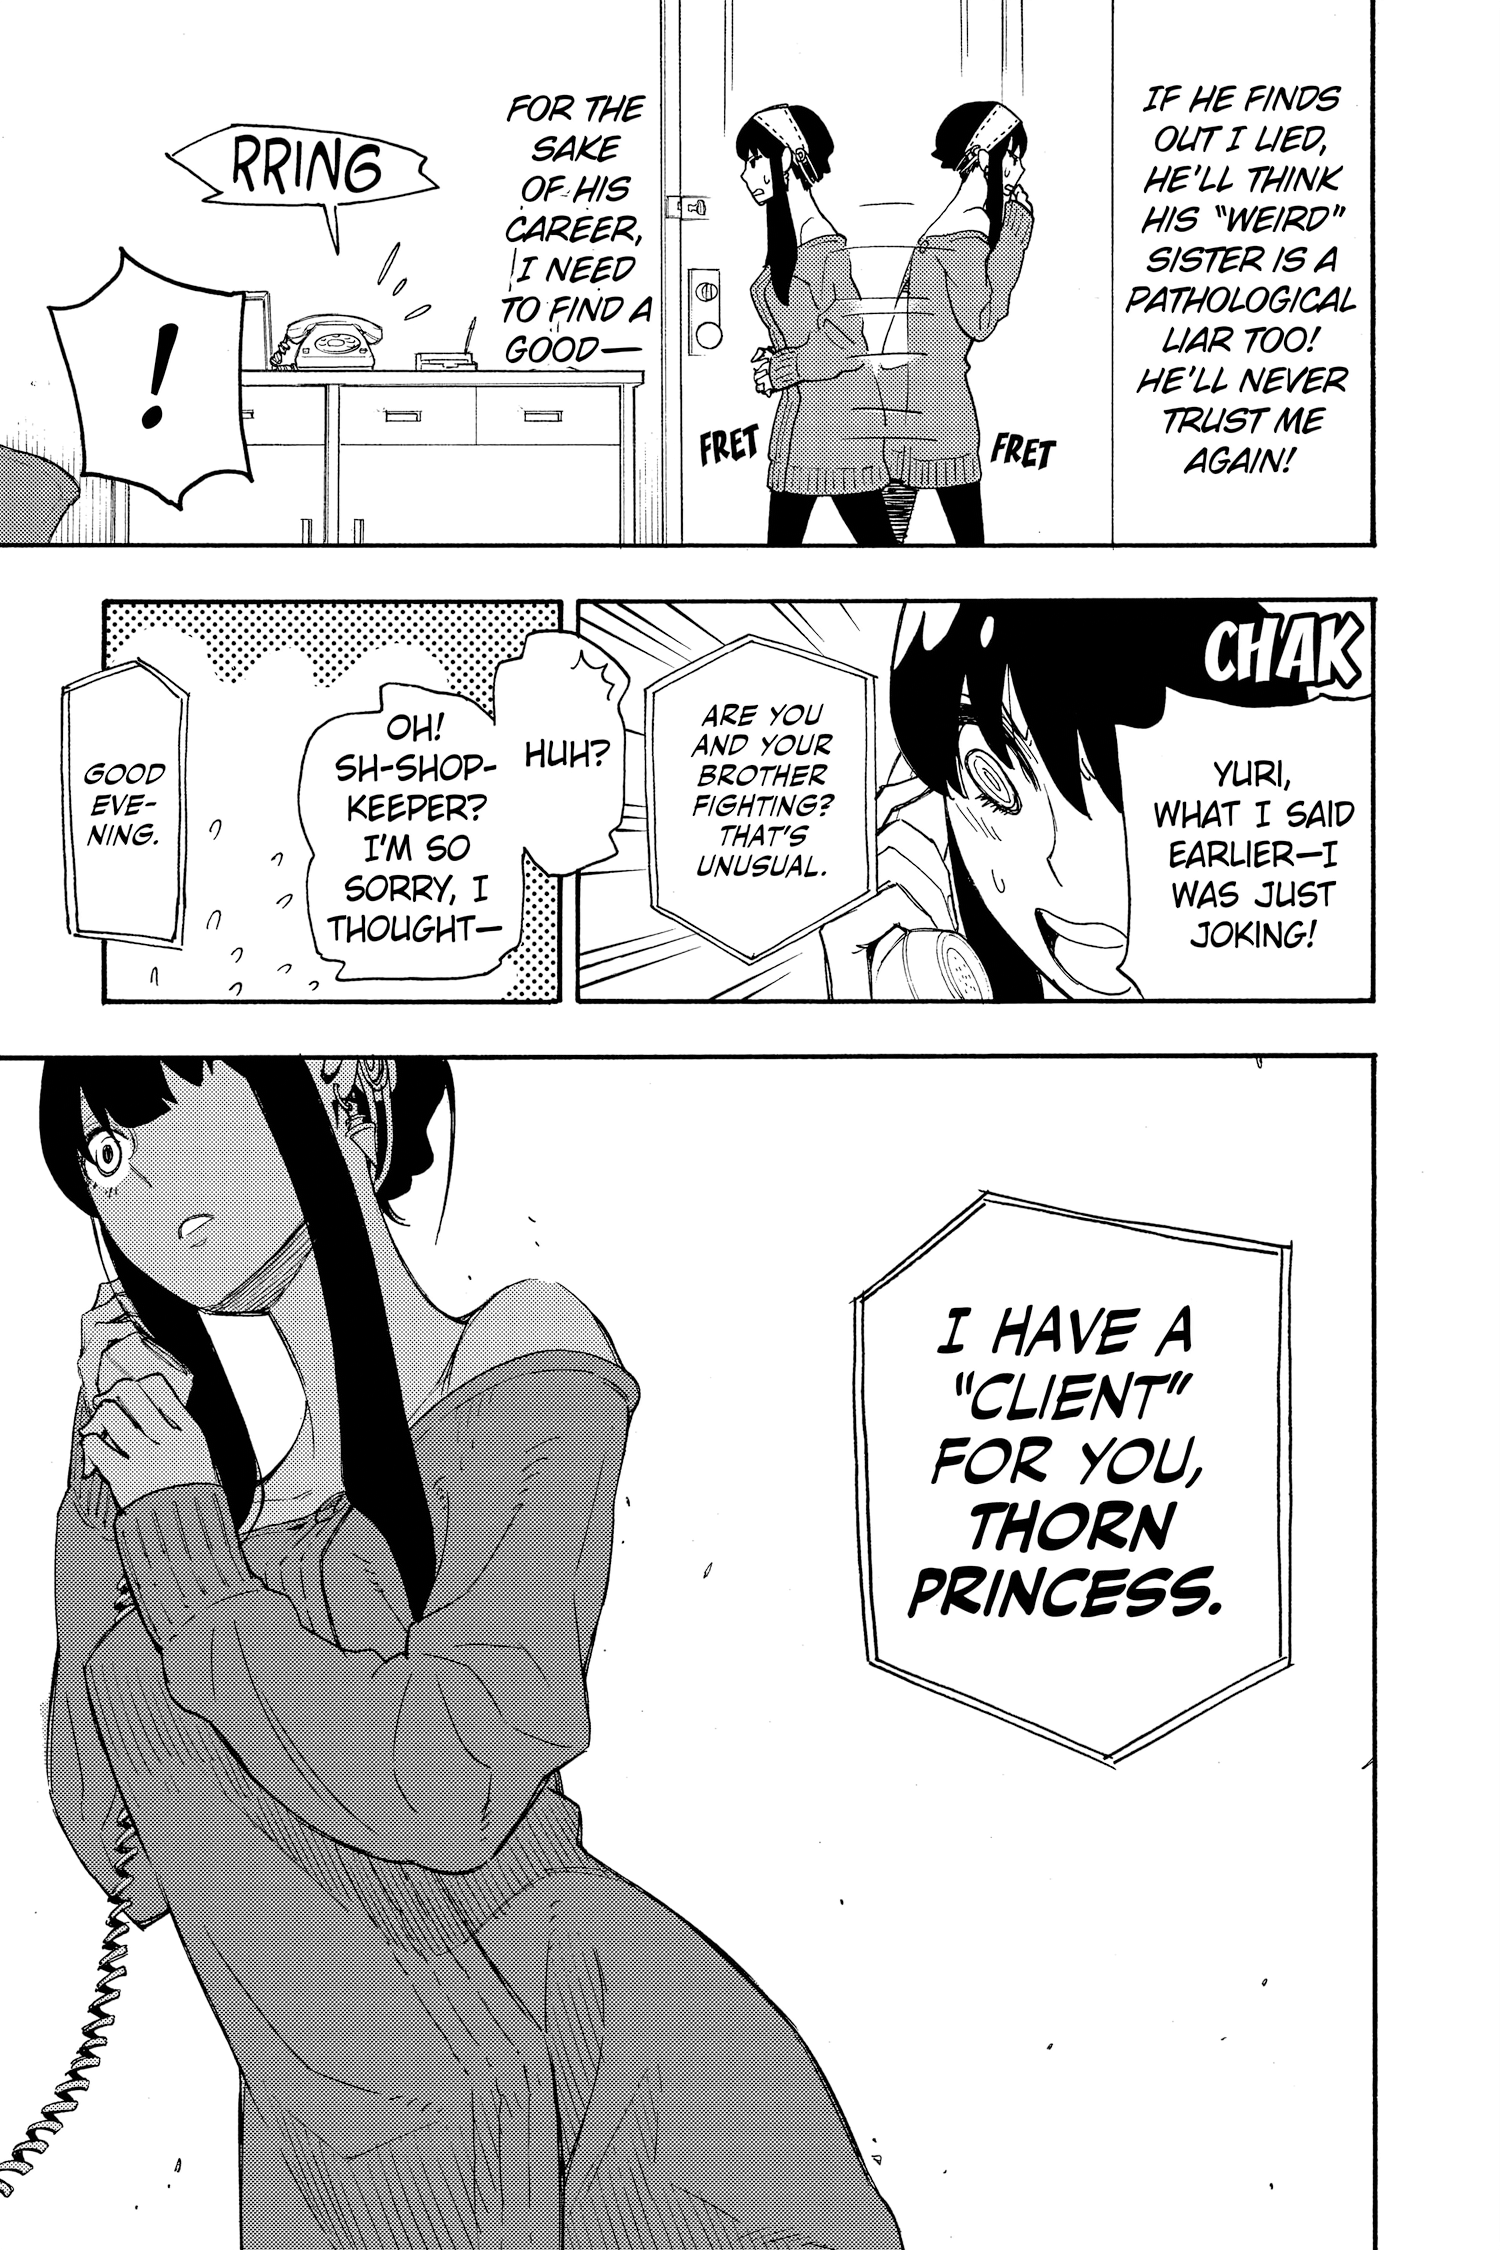 IF HE FINDS
OUT I LIED,
HE'LL THINK
HIS "WEIRD"
SISTER IS A
PATHOLOGICAL
LIAR TOO!
HE'LL NEVER
TRUST ME
AGAIN!
FRET
FRET
FOR THE
SAKE
OF HIS
CAREER,
I NEED
TO FIND A
GOOD—
RRING
!
CHAK
YURI,
WHAT I SAID
EARLIER—I
WAS JUST
JOKING!
ARE YOU
AND YOUR
BROTHER
FIGHTING?
THAT'S
UNUSUAL.
HUH?
OH!
SH-SHOP-
KEEPER?
I'M SO
SORRY, I
THOUGHT—
GOOD
EVE-
NING.
I HAVE A
"CLIENT"
FOR YOU,
THORN
PRINCESS.